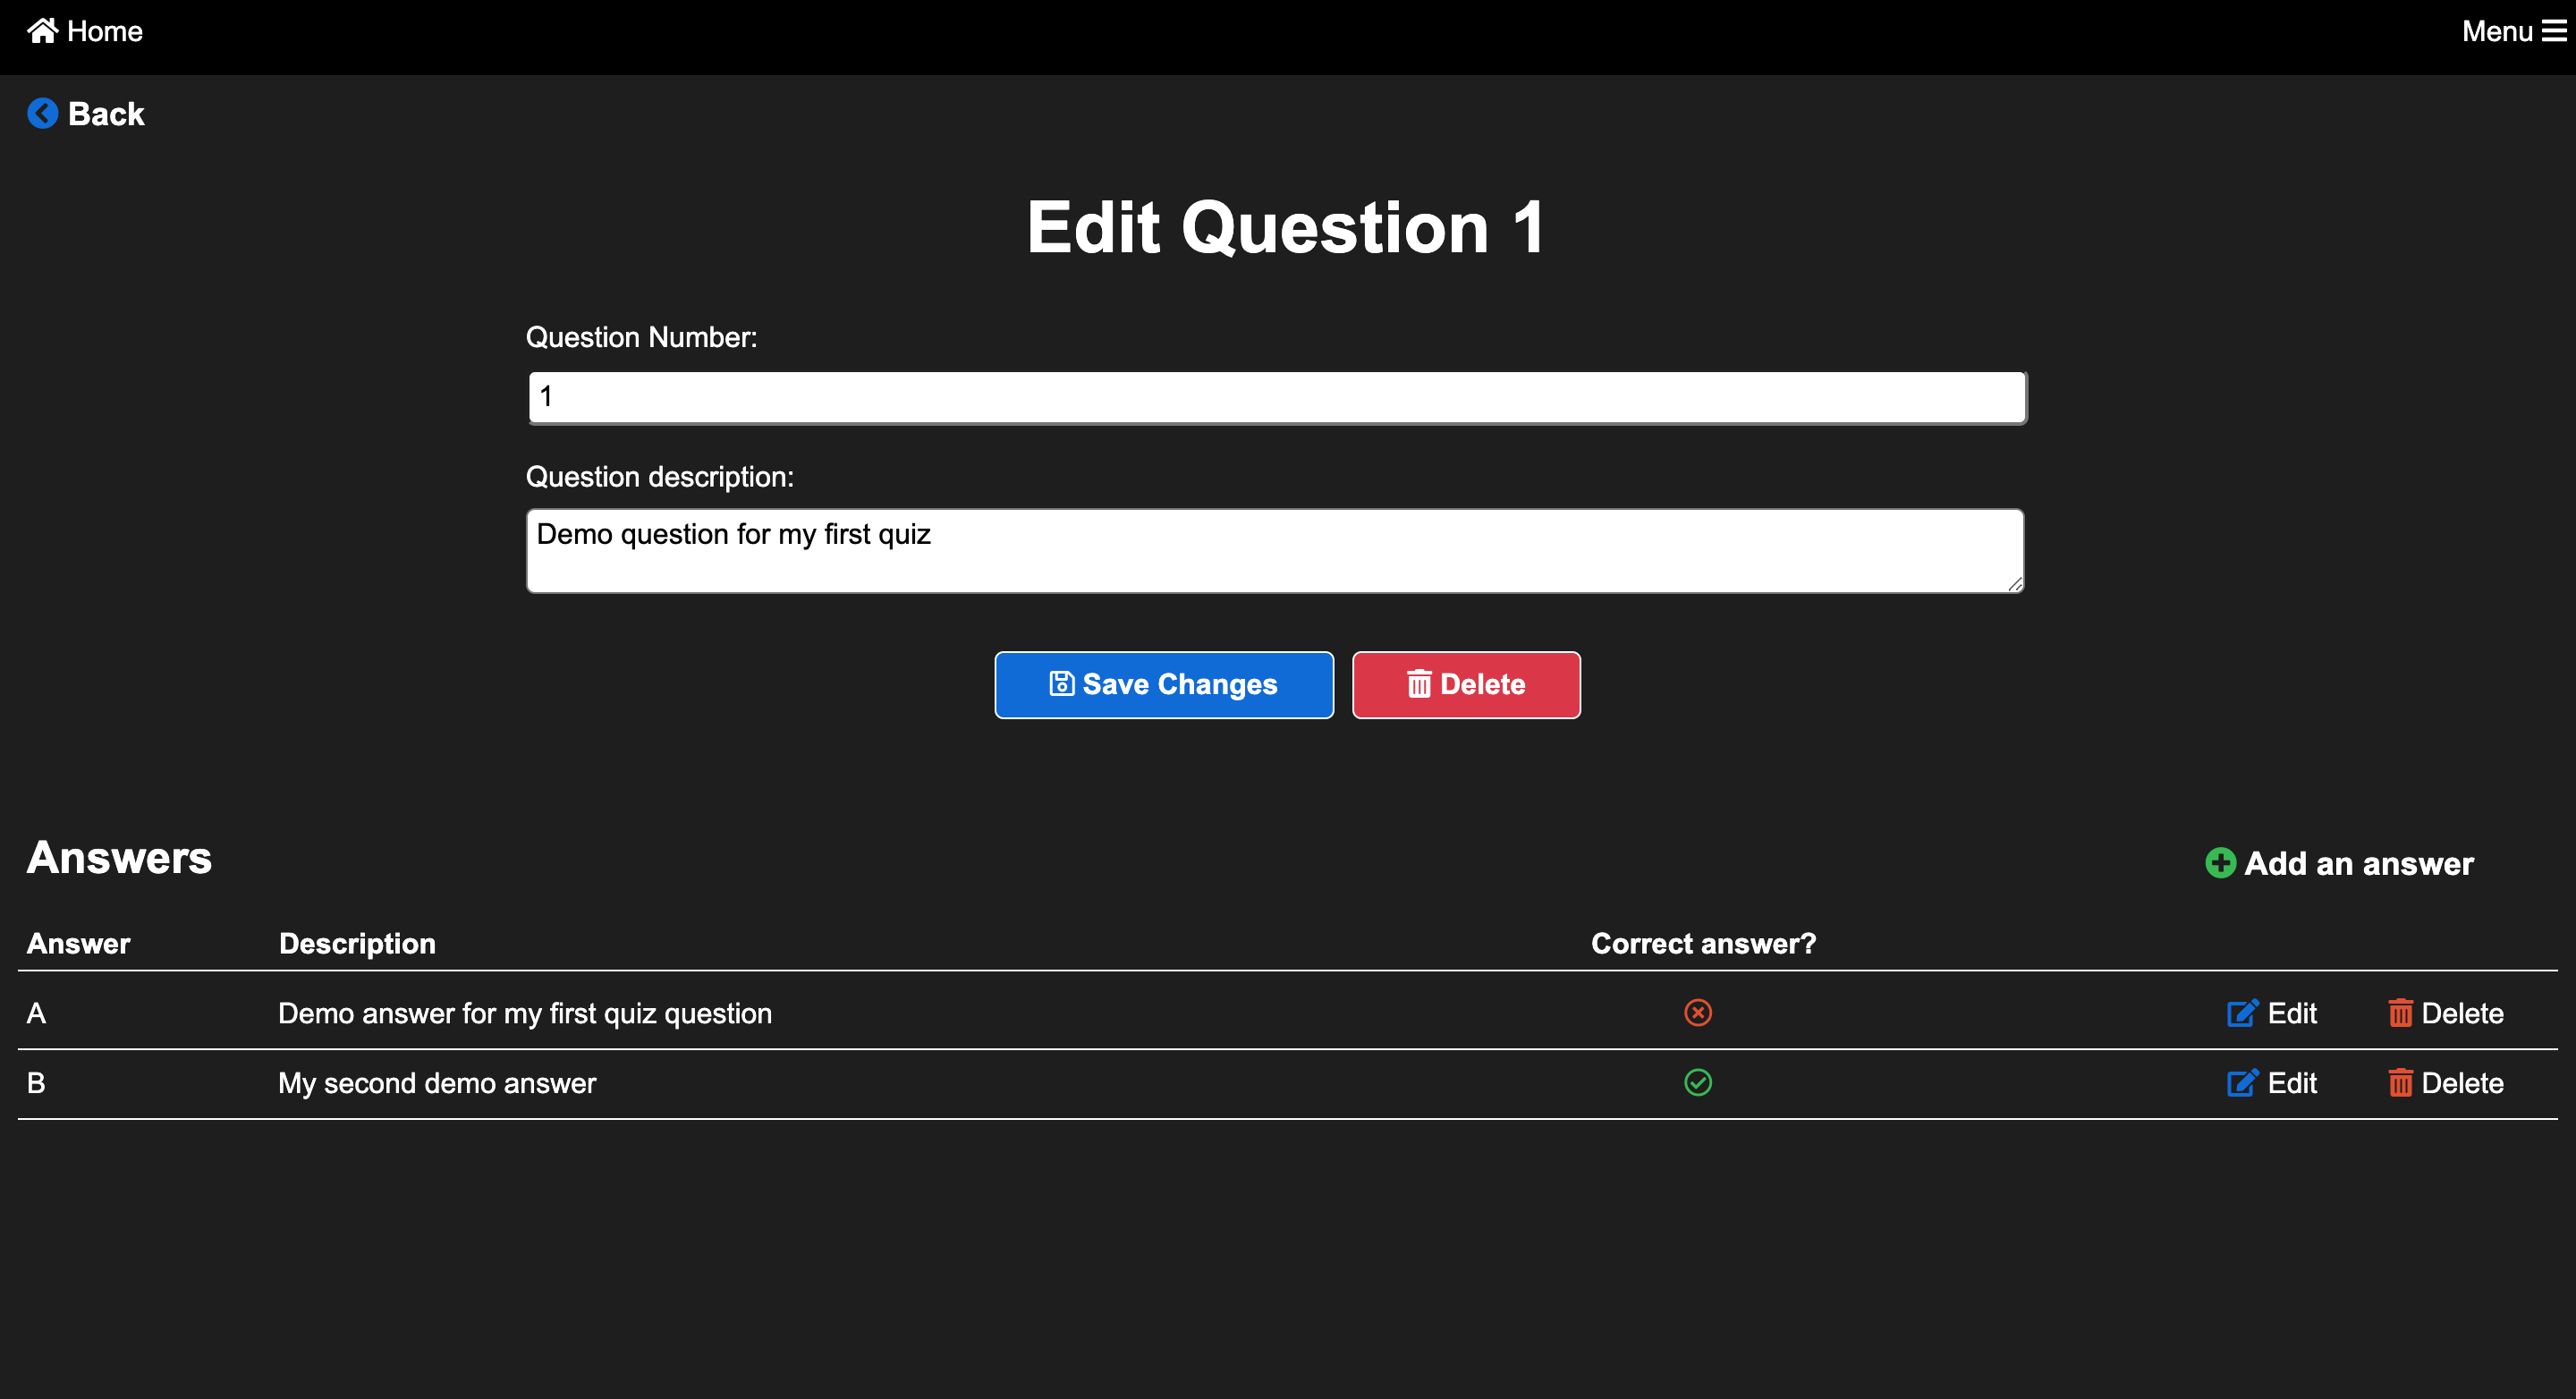 Home
Menu
Back
Edit Question 1
Question Number:
1
Question description:
Demo question for my first quiz
Save Changes
Delete
Answers
Add an answer
Answer Description Correct answer?
A Demo answer for my first quiz question Edit Delete
B My second demo answer Edit Delete